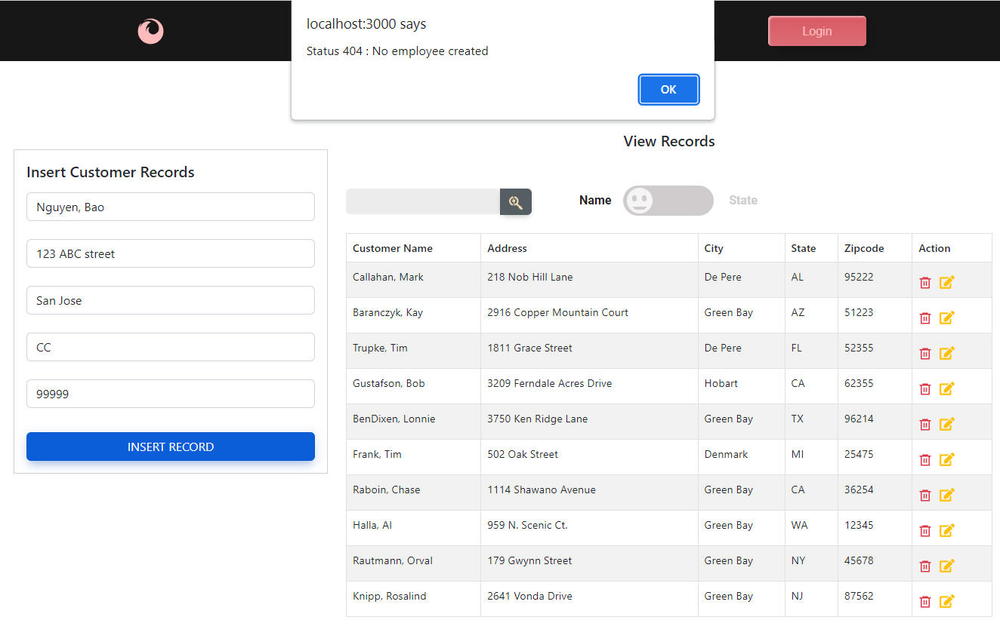 localhost:3000 says
Status 404 : No employee created
OK
Login
View Records
Insert Customer Records
Nguyen, Bao
123 ABC street
San Jose
CC
99999
INSERT RECORD
Name State
Customer Name Address City State Zipcode Action
Callahan, Mark 218 Nob Hill Lane De Pere AL 95222
Baranczyk, Kay 2916 Copper Mountain Court Green Bay AZ 51223
Trupke, Tim 1811 Grace Street De Pere FL 52355
Gustafson, Bob 3209 Ferndale Acres Drive Hobart CA 62355
BenDixen, Lonnie 3750 Ken Ridge Lane Green Bay TX 96214
Frank, Tim 502 Oak Street Denmark MI 25475
Raboin, Chase 1114 Shawano Avenue Green Bay CA 36254
Halla, Al 959 N. Scenic Ct. Green Bay WA 12345
Rautmann, Orval 179 Gwynn Street Green Bay NY 45678
Knipp, Rosalind 2641 Vonda Drive Green Bay NJ 87562